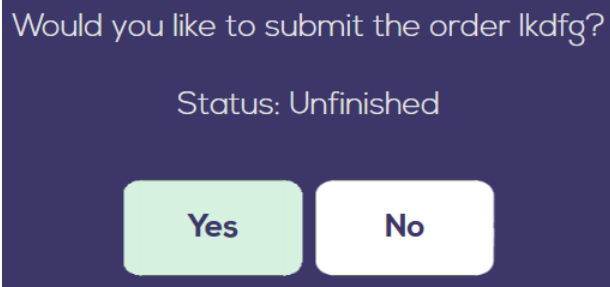 Would you like to submit the order lkdfg?
Status: Unfinished
Yes No